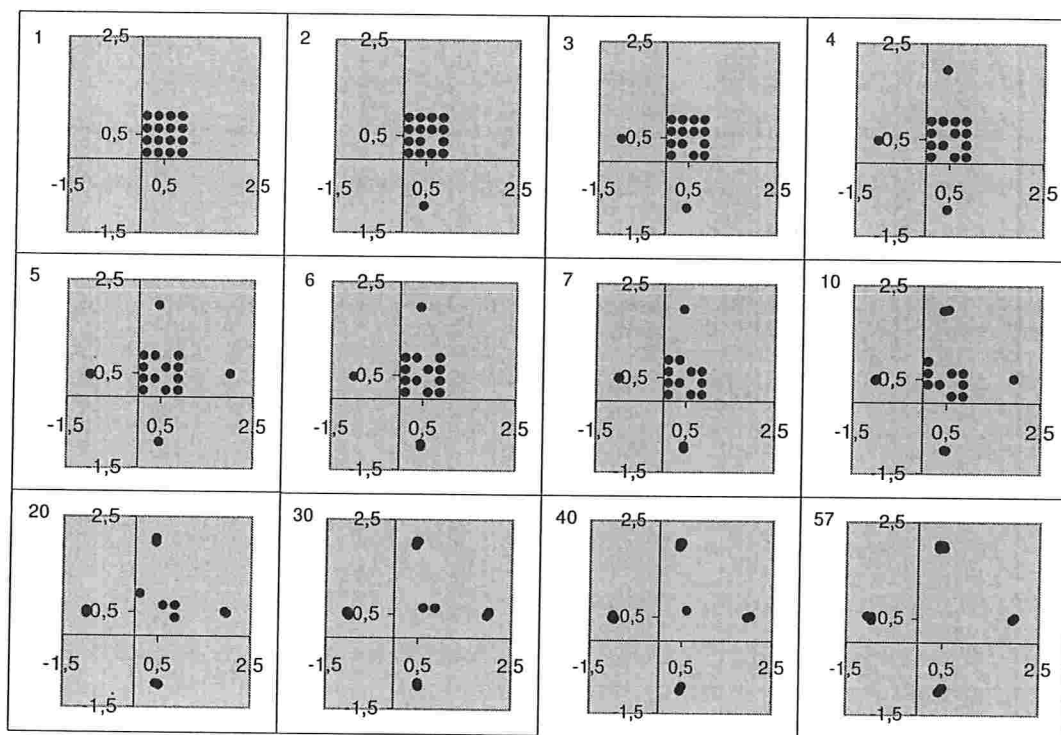 1 2,5 0,5 -1,5 0,5 2 5 -1,5
2 2,5 0,5 -1,5 0,5 2 5 -1,5
3 2,5 0,5 -1,5 0,5 2 5 -1,5
4 2,5 0,5 -1,5 0,5 2 5 -1,5
5 2,5 0,5 -1,5 0,5 2 5 -1,5
6 2,5 0,5 -1,5 0,5 2 5 -1,5
7 2,5 0,5 -1,5 0,5 2 5 -1,5
10 2,5 0,5 -1,5 0,5 2 5 -1,5
20 2,5 0,5 -1,5 0,5 2 5 -1,5
30 2,5 0,5 -1,5 0,5 2 5 -1,5
40 2,5 0,5 -1,5 0,5 2 5 -1,5
57 2,5 0,5 -1,5 0,5 2 5 -1,5